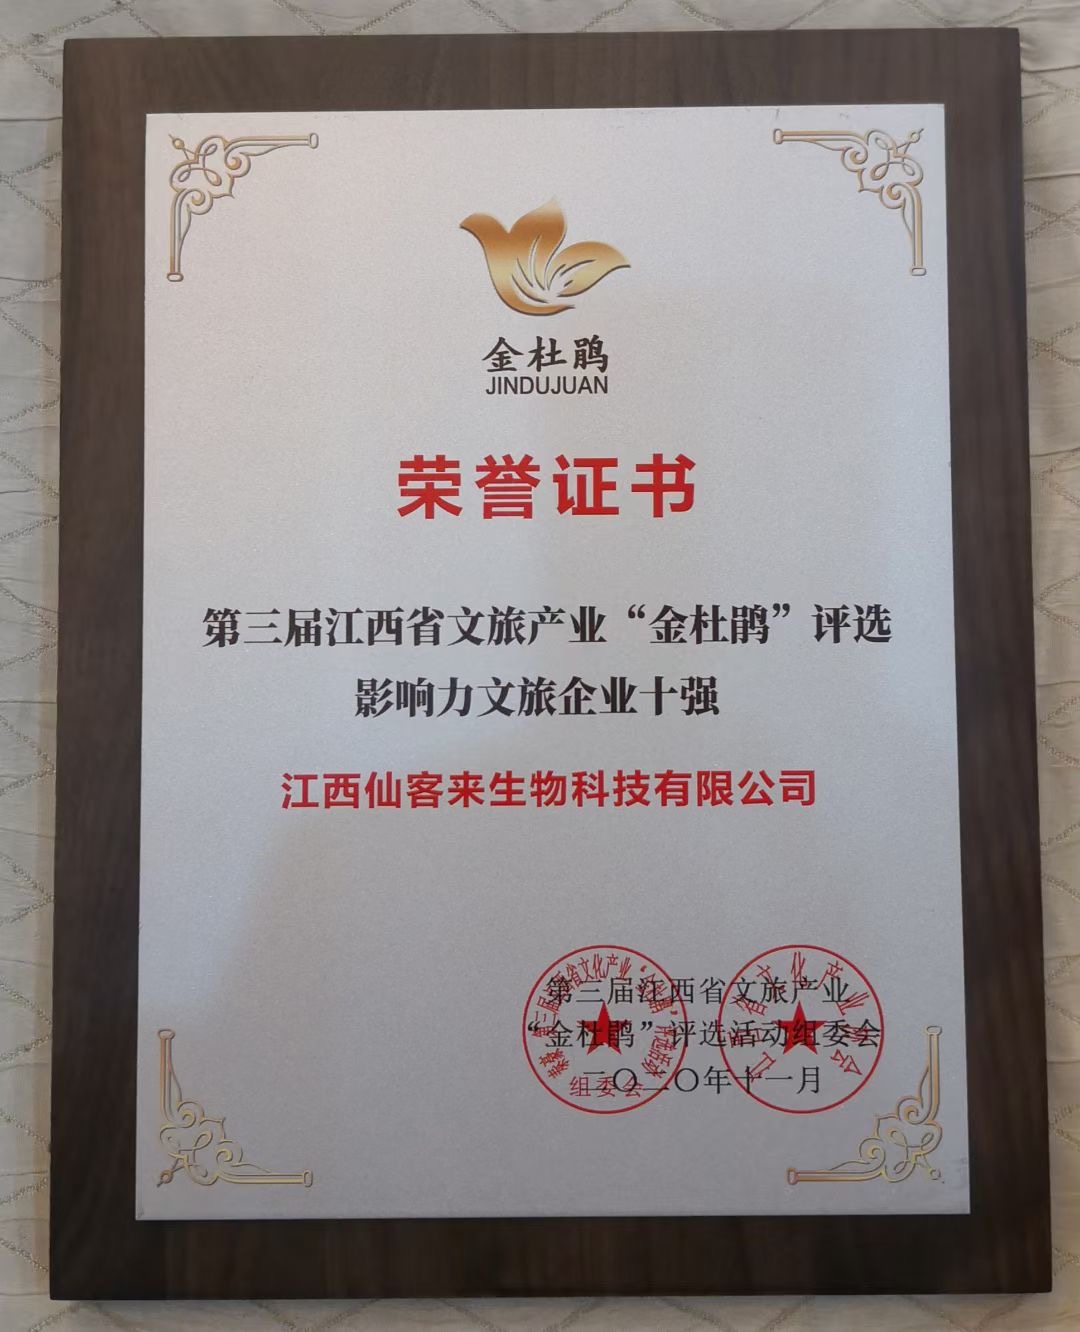 金杜鹃
JINDUJUAN
荣誉证书
第三届江西省文旅产业“金杜鹃”评选
影响力文旅企业十强
江西仙客来生物科技有限公司
第三届江西省文旅产业
“金杜鹃”评选活动组委会
二〇二〇年十一月
组委会